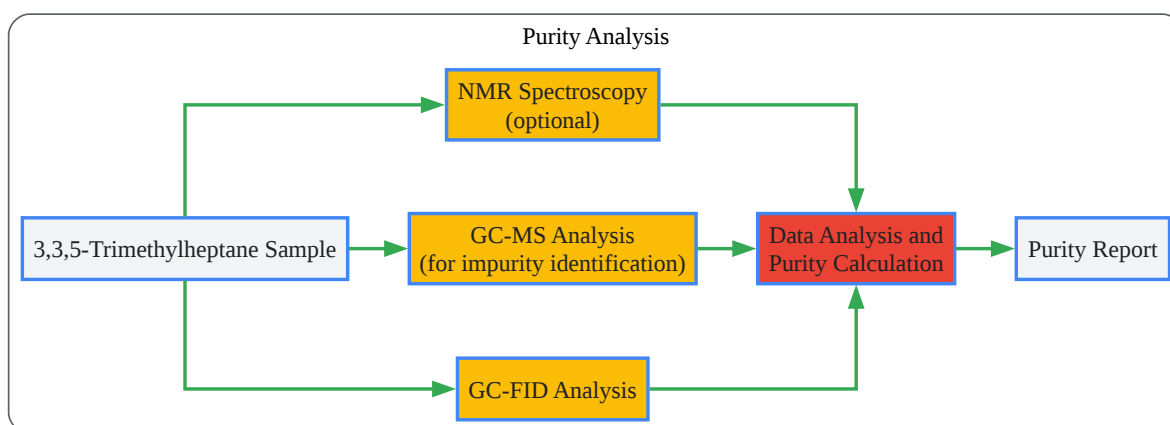 Purity Analysis
NMR Spectroscopy
(optional)
3,3,5-Trimethylheptane Sample
GC-MS Analysis
(for impurity identification)
Data Analysis and
Purity Calculation
Purity Report
GC-FID Analysis